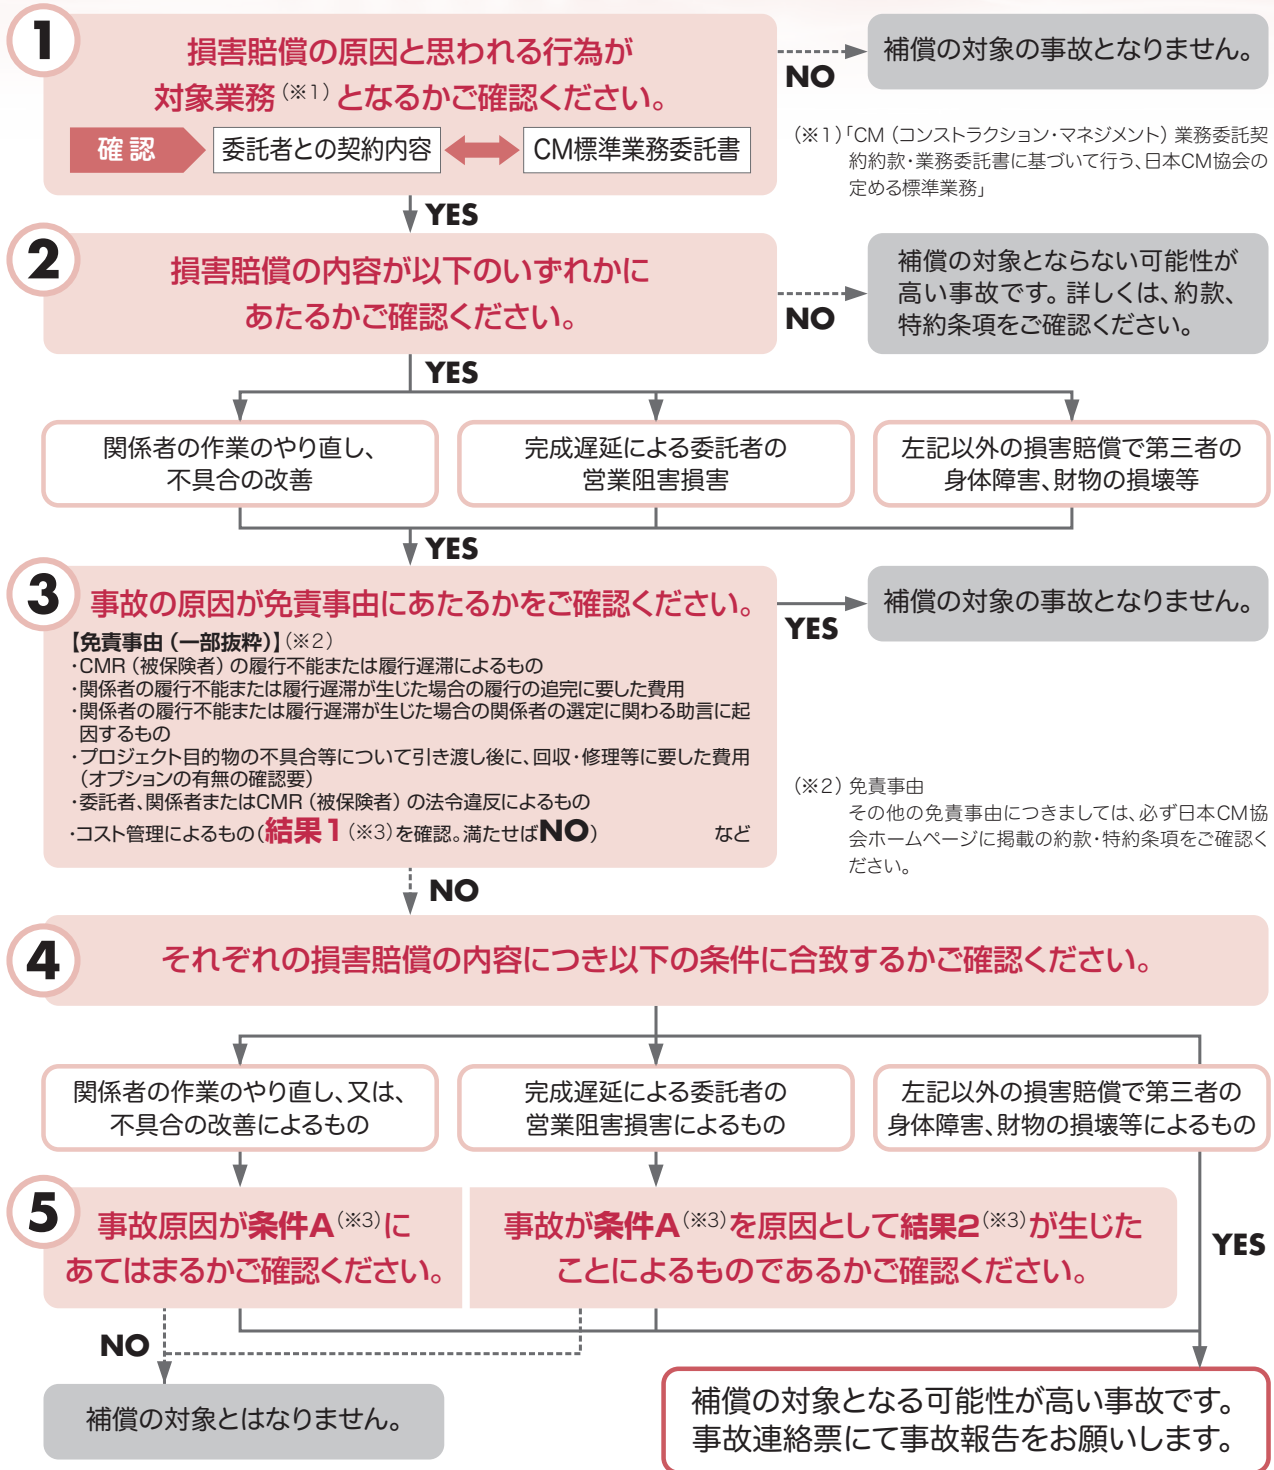 1
損害賠償の原因と思われる行為が
対象業務(※1)となるかご確認ください。
確認
委託者との契約内容
CM標準業務委託書
NO
補償の対象の事故となりません。
(※1)「CM(コンストラクション・マネジメント)業務委託契
約約款・業務委託書に基づいて行う、日本CM協会の
定める標準業務」
YES
2
損害賠償の内容が以下のいずれかに
あたるかご確認ください。
NO
補償の対象とならない可能性が
高い事故です。詳しくは、約款、
特約条項をご確認ください。
YES
関係者の作業のやり直し、
不具合の改善
完成遅延による委託者の
営業阻害損害
左記以外の損害賠償で第三者の
身体障害、財物の損壊等
YES
3
事故の原因が免責事由にあたるかをご確認ください。
【免責事由(一部抜粋)】(※2)
・CMR(被保険者)の履行不能または履行遅滞によるもの
・関係者の履行不能または履行遅滞が生じた場合の履行の追完に要した費用
・関係者の履行不能または履行遅滞が生じた場合の関係者の選定に関わる助言に起
因するもの
・プロジェクト目的物の不具合等について引き渡し後に、回収・修理等に要した費用
(オプションの有無の確認要)
・委託者、関係者またはCMR(被保険者)の法令違反によるもの
・コスト管理によるもの(結果1(※3)を確認。満たせばNO) など
YES
補償の対象の事故となりません。
(※2)免責事由
その他の免責事由につきましては、必ず日本CM協
会ホームページに掲載の約款・特約条項をご確認く
ださい。
NO
4
それぞれの損害賠償の内容につき以下の条件に合致するかご確認ください。
関係者の作業のやり直し、又は、
不具合の改善によるもの
完成遅延による委託者の
営業阻害損害によるもの
左記以外の損害賠償で第三者の
身体障害、財物の損壊等によるもの
5
事故原因が条件A(※3)に
あてはまるかご確認ください。
事故が条件A(※3)を原因として結果2(※3)が生じた
ことによるものであるかご確認ください。
YES
NO
補償の対象とはなりません。
補償の対象となる可能性が高い事故です。
事故連絡票にて事故報告をお願いします。